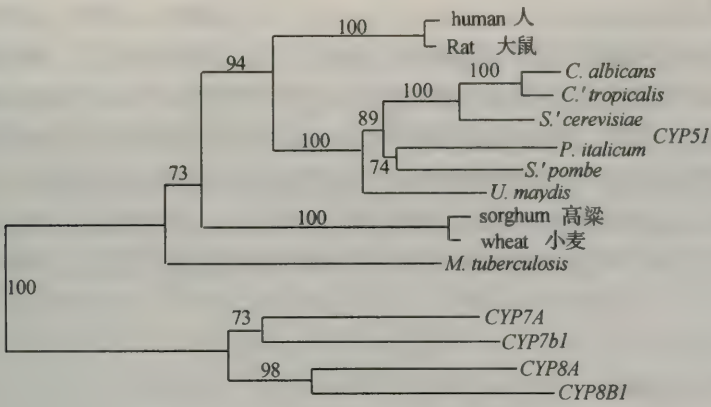 human 人
100
Rat 大鼠
94
100
C. albicans
100
C.' tropicalis
89
S.' cerevisiae
CYP51
100
P. italicum
74
S.' pombe
73
U. maydis
100
sorghum 高粱
wheat 小麦
M. tuberculosis
100
73
CYP7A
CYP7b1
98
CYP8A
CYP8B1